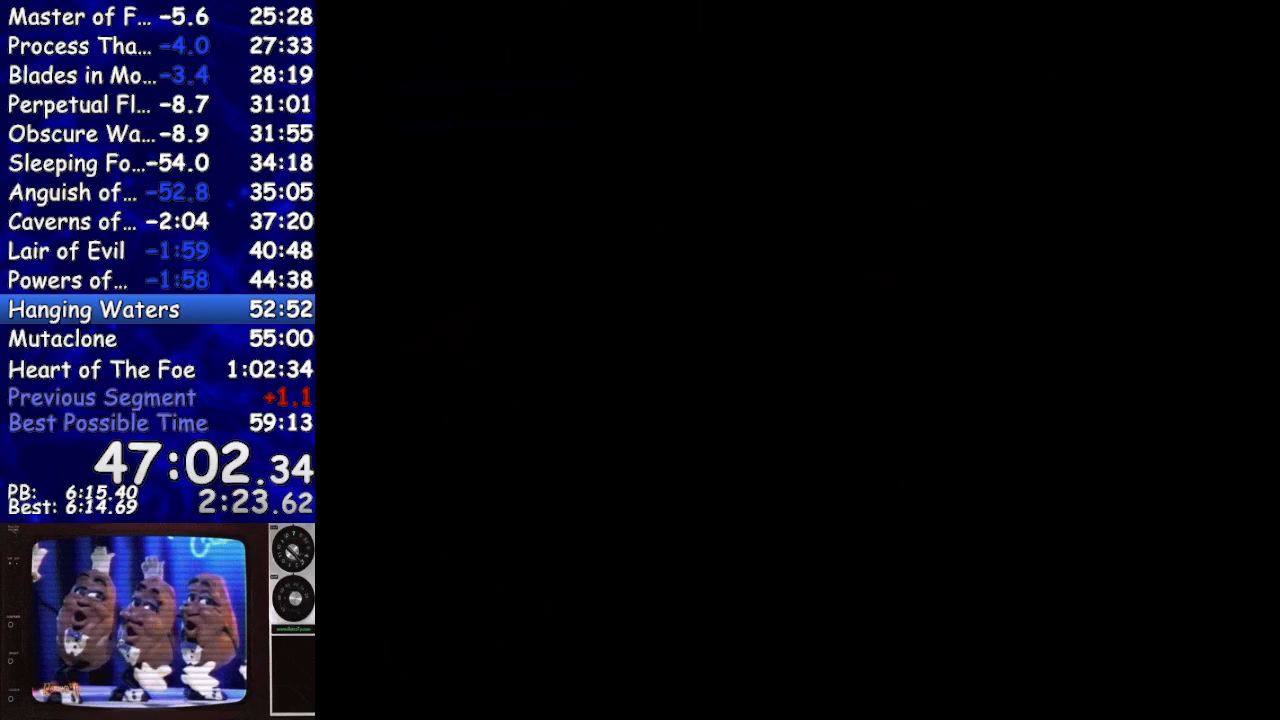 Master of F... -5.6 25:28
Process Tha... -4.0 27:33
Blades in Mo... -3.4 28:19
Perpetual Fl... -8.7 31:01
Obscure Wa... -8.9 31:55
Sleeping Fo... -54.0 34:18
Anguish of... -52.8 35:05
Caverns of... -2:04 37:20
Lair of Evil -1:59 40:48
Powers of... -1:58 44:38
Hanging Waters 52:52
Mutaclone 55:00
Heart of The Foe 1:02:34
Previous Segment +1.1
Best Possible Time 59:13
47:02.34
PB: 6:15.40
Best: 6:14.69 2:23.62